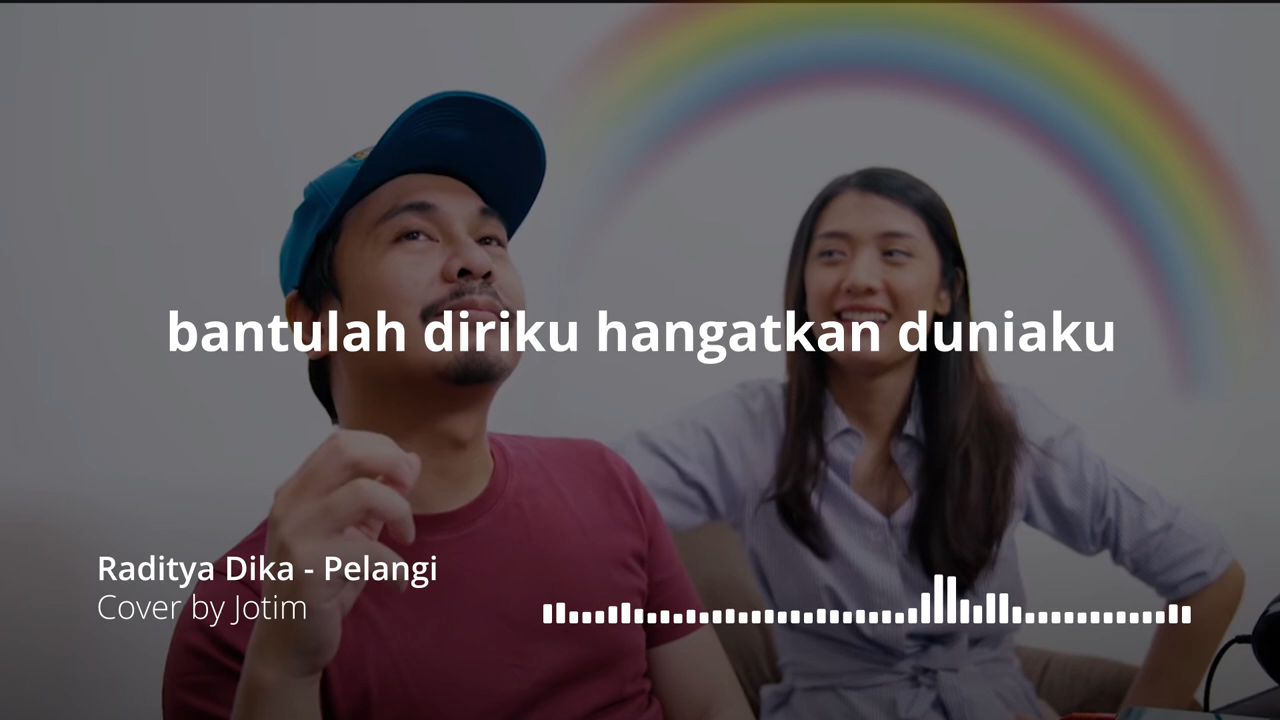 bantulah diriku hangatkan duniaku
Raditya Dika - Pelangi
Cover by Jotim